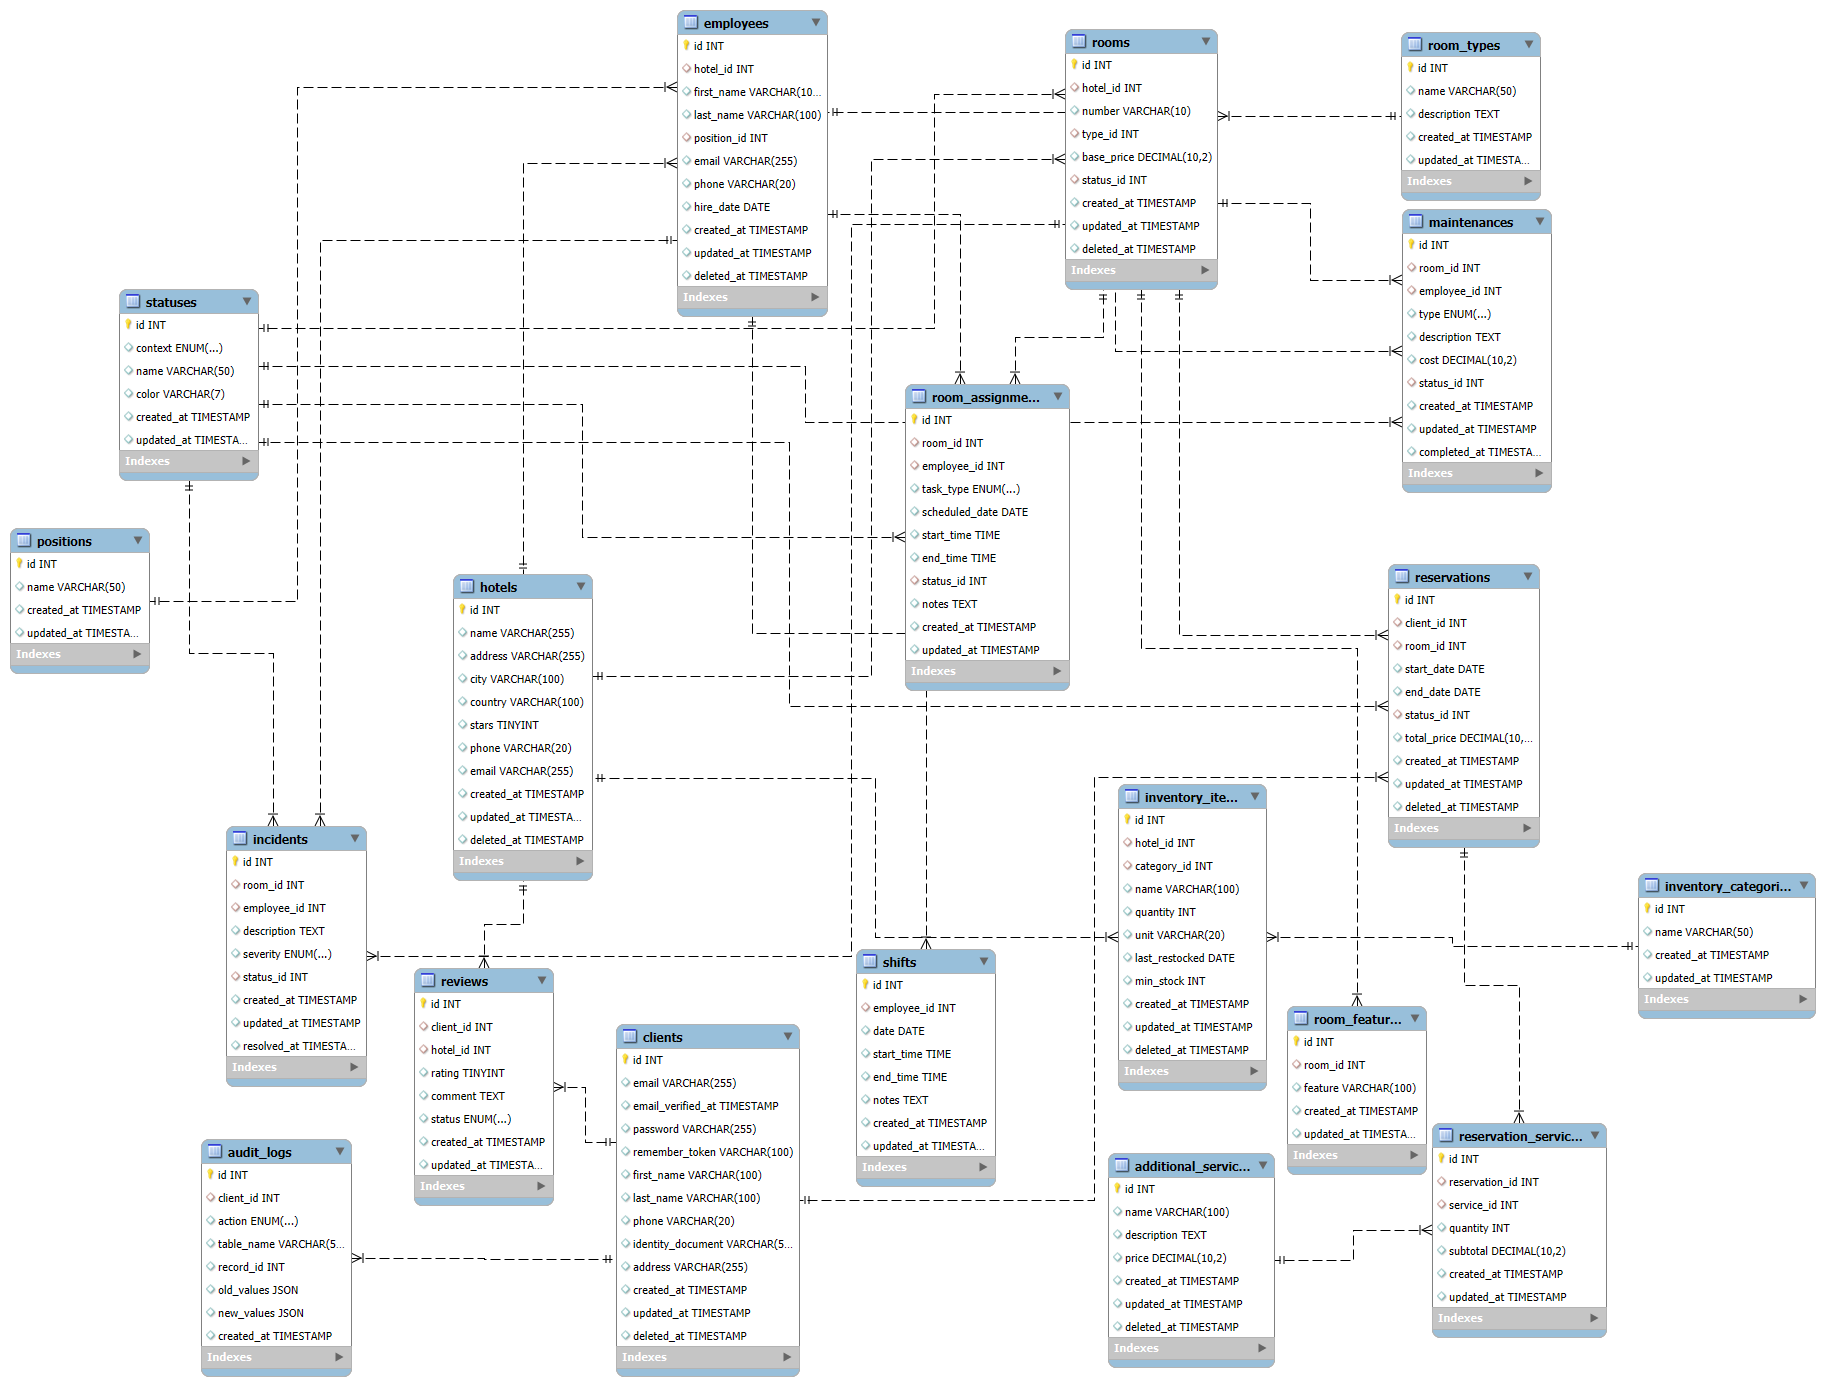 employees
id INT
hotel_id INT
first_name VARCHAR(10...
last_name VARCHAR(100)
position_id INT
email VARCHAR(255)
phone VARCHAR(20)
hire_date DATE
created_at TIMESTAMP
updated_at TIMESTAMP
deleted_at TIMESTAMP
Indexes
rooms
id INT
hotel_id INT
number VARCHAR(10)
type_id INT
base_price DECIMAL(10,2)
status_id INT
created_at TIMESTAMP
updated_at TIMESTAMP
deleted_at TIMESTAMP
Indexes
room_types
id INT
name VARCHAR(50)
description TEXT
created_at TIMESTAMP
updated_at TIMESTA...
Indexes
maintenances
id INT
room_id INT
employee_id INT
type ENUM(...)
description TEXT
cost DECIMAL(10,2)
status_id INT
created_at TIMESTAMP
updated_at TIMESTAMP
completed_at TIMESTA...
Indexes
statuses
id INT
context ENUM(...)
name VARCHAR(50)
color VARCHAR(7)
created_at TIMESTAMP
updated_at TIMESTA...
Indexes
room_assignme...
id INT
room_id INT
employee_id INT
task_type ENUM(...)
scheduled_date DATE
start_time TIME
end_time TIME
status_id INT
notes TEXT
created_at TIMESTAMP
updated_at TIMESTAMP
Indexes
positions
id INT
name VARCHAR(50)
created_at TIMESTAMP
updated_at TIMESTA...
Indexes
hotels
id INT
name VARCHAR(255)
address VARCHAR(255)
city VARCHAR(100)
country VARCHAR(100)
stars TINYINT
phone VARCHAR(20)
email VARCHAR(255)
created_at TIMESTAMP
updated_at TIMESTA...
deleted_at TIMESTAMP
Indexes
reservations
id INT
client_id INT
room_id INT
start_date DATE
end_date DATE
status_id INT
total_price DECIMAL(10,...
created_at TIMESTAMP
updated_at TIMESTAMP
deleted_at TIMESTAMP
Indexes
incidents
id INT
room_id INT
employee_id INT
description TEXT
severity ENUM(...)
status_id INT
created_at TIMESTAMP
updated_at TIMESTAMP
resolved_at TIMESTA...
Indexes
inventory_ite...
id INT
hotel_id INT
category_id INT
name VARCHAR(100)
quantity INT
unit VARCHAR(20)
last_restocked DATE
min_stock INT
created_at TIMESTAMP
updated_at TIMESTAMP
deleted_at TIMESTAMP
Indexes
inventory_categori...
id INT
name VARCHAR(50)
created_at TIMESTAMP
updated_at TIMESTAMP
Indexes
reviews
id INT
client_id INT
hotel_id INT
rating TINYINT
comment TEXT
status ENUM(...)
created_at TIMESTAMP
updated_at TIMESTA...
Indexes
shifts
id INT
employee_id INT
date DATE
start_time TIME
end_time TIME
notes TEXT
created_at TIMESTAMP
updated_at TIMESTAMP
Indexes
room_featur...
id INT
room_id INT
feature VARCHAR(100)
created_at TIMESTAMP
updated_at TIMESTA...
Indexes
clients
id INT
email VARCHAR(255)
email_verified_at TIMESTAMP
password VARCHAR(255)
remember_token VARCHAR(100)
first_name VARCHAR(100)
last_name VARCHAR(100)
phone VARCHAR(20)
identity_document VARCHAR(5...
address VARCHAR(255)
created_at TIMESTAMP
updated_at TIMESTAMP
deleted_at TIMESTAMP
Indexes
audit_logs
id INT
client_id INT
action ENUM(...)
table_name VARCHAR(5...
record_id INT
old_values JSON
new_values JSON
created_at TIMESTAMP
Indexes
additional_servic...
id INT
name VARCHAR(100)
description TEXT
price DECIMAL(10,2)
created_at TIMESTAMP
updated_at TIMESTAMP
deleted_at TIMESTAMP
Indexes
reservation_servic...
id INT
reservation_id INT
service_id INT
quantity INT
subtotal DECIMAL(10,2)
created_at TIMESTAMP
updated_at TIMESTAMP
Indexes